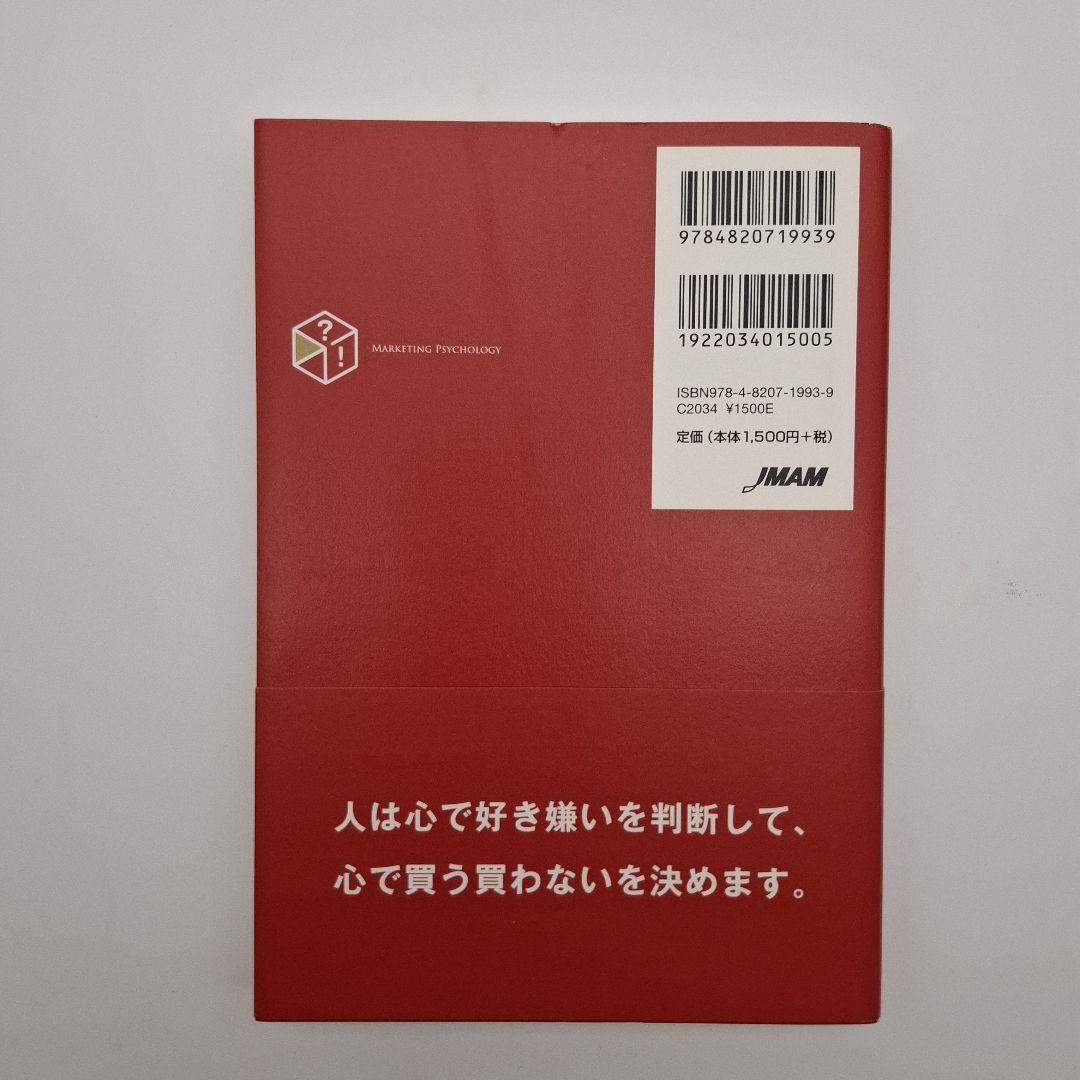 9784820719939
1922034015005
ISBN978-4-8207-1993-9
C2034 ¥1500E
定価（本体1,500円＋税）
JMAM
? !
MARKETING PSYCHOLOGY
人は心で好き嫌いを判断して、
心で買う買わないを決めます。